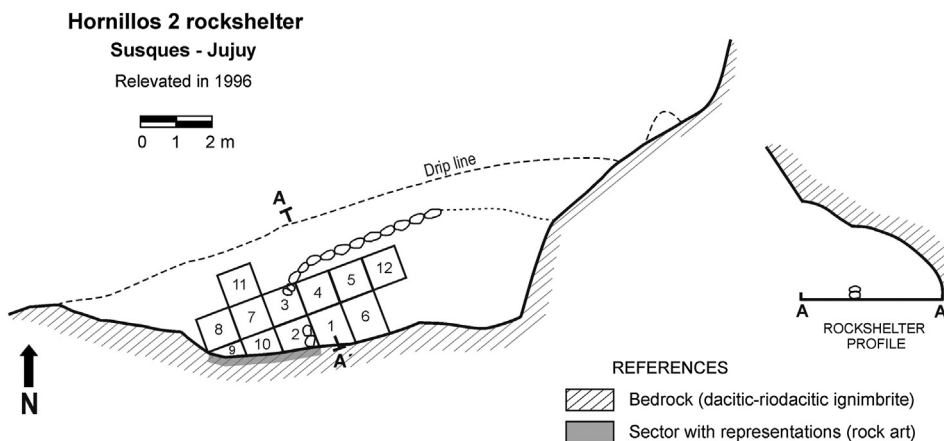 Hornillos 2 rockshelter
Susques - Jujuy
Relevated in 1996
0 1 2 m
Drip line
A
11
12
5
4
3
7
8
6
1
2
10
9
A´
N
A A
ROCKSHELTER
PROFILE
REFERENCES
Bedrock (dacitic-riodacitic ignimbrite)
Sector with representations (rock art)